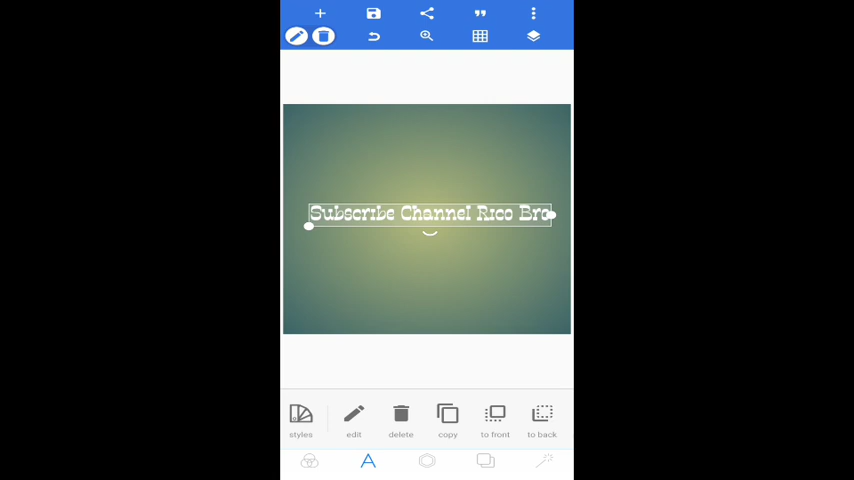 Subscribe Channel Rico Bro
styles
edit
delete
copy
to front
to back